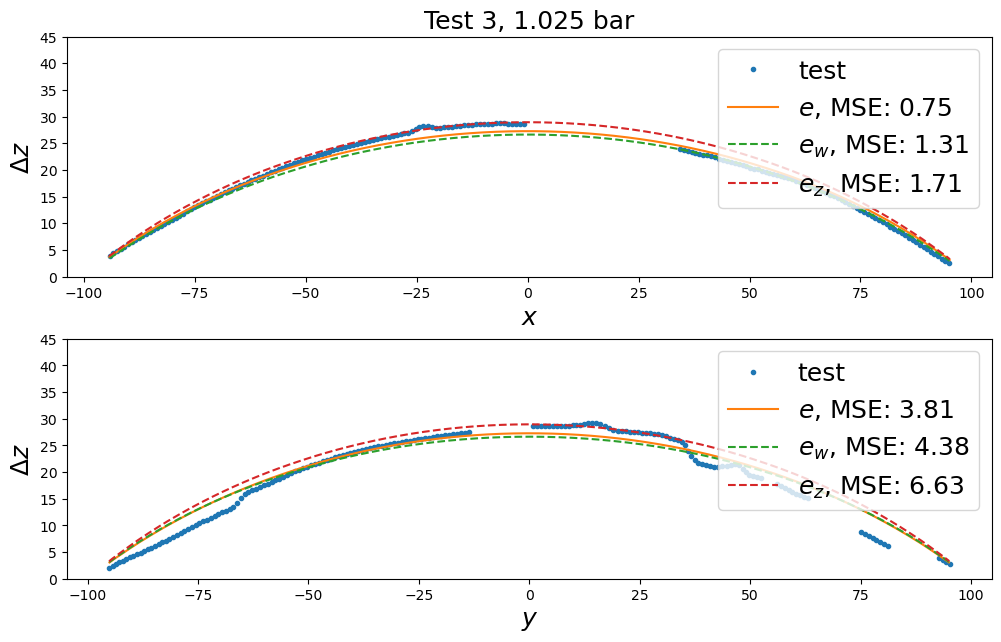 Test 3, 1.025 bar
45
40
35
30
25
20
15
10
5
0
Δz
test
e, MSE: 0.75
e_w, MSE: 1.31
e_z, MSE: 1.71
−100 −75 −50 −25 0 25 50 75 100
x
45
40
35
30
25
20
15
10
5
0
Δz
test
e, MSE: 3.81
e_w, MSE: 4.38
e_z, MSE: 6.63
−100 −75 −50 −25 0 25 50 75 100
y